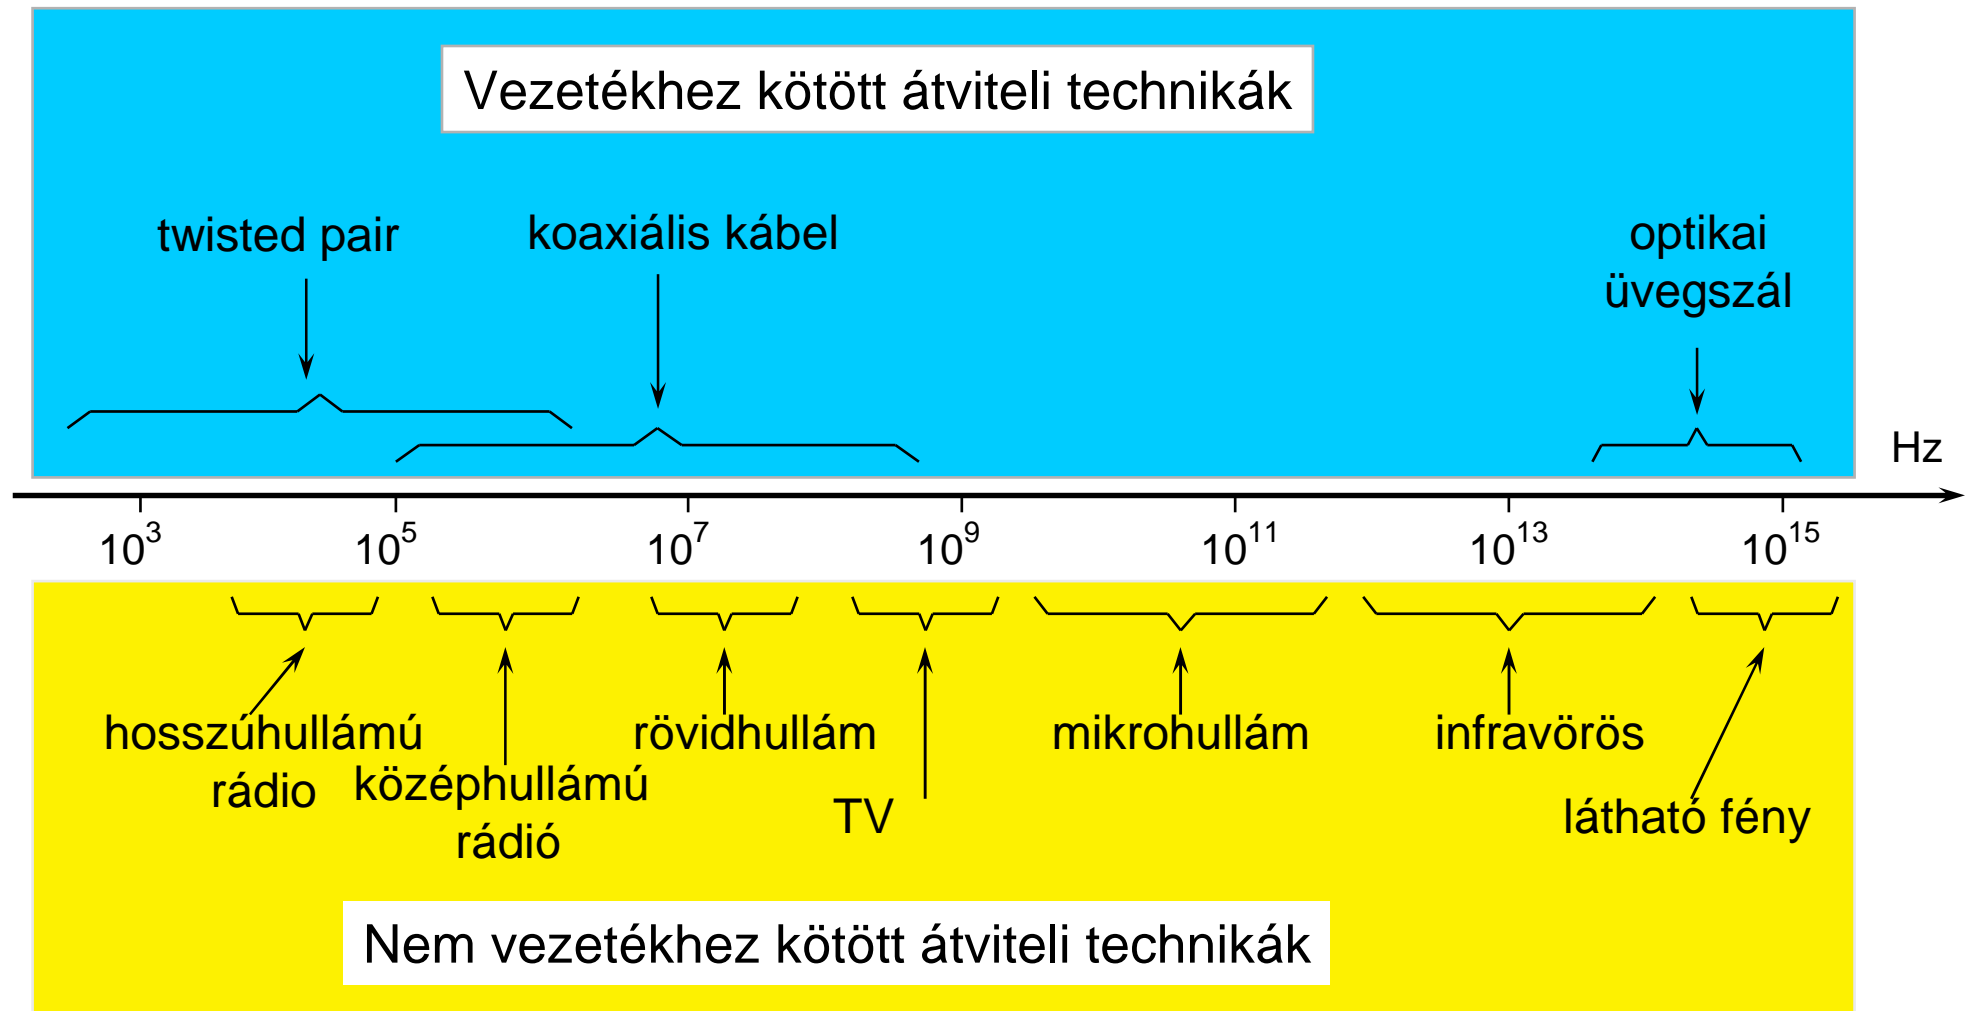 Vezetékhez kötött átviteli technikák
twisted pair
koaxiális kábel
optikai
üvegszál
Hz
10³ 10⁵ 10⁷ 10⁹ 10¹¹ 10¹³ 10¹⁵
hosszúhullámú
rádio
középhullámú
rádió
rövidhullám
TV
mikrohullám
infravörös
látható fény
Nem vezetékhez kötött átviteli technikák